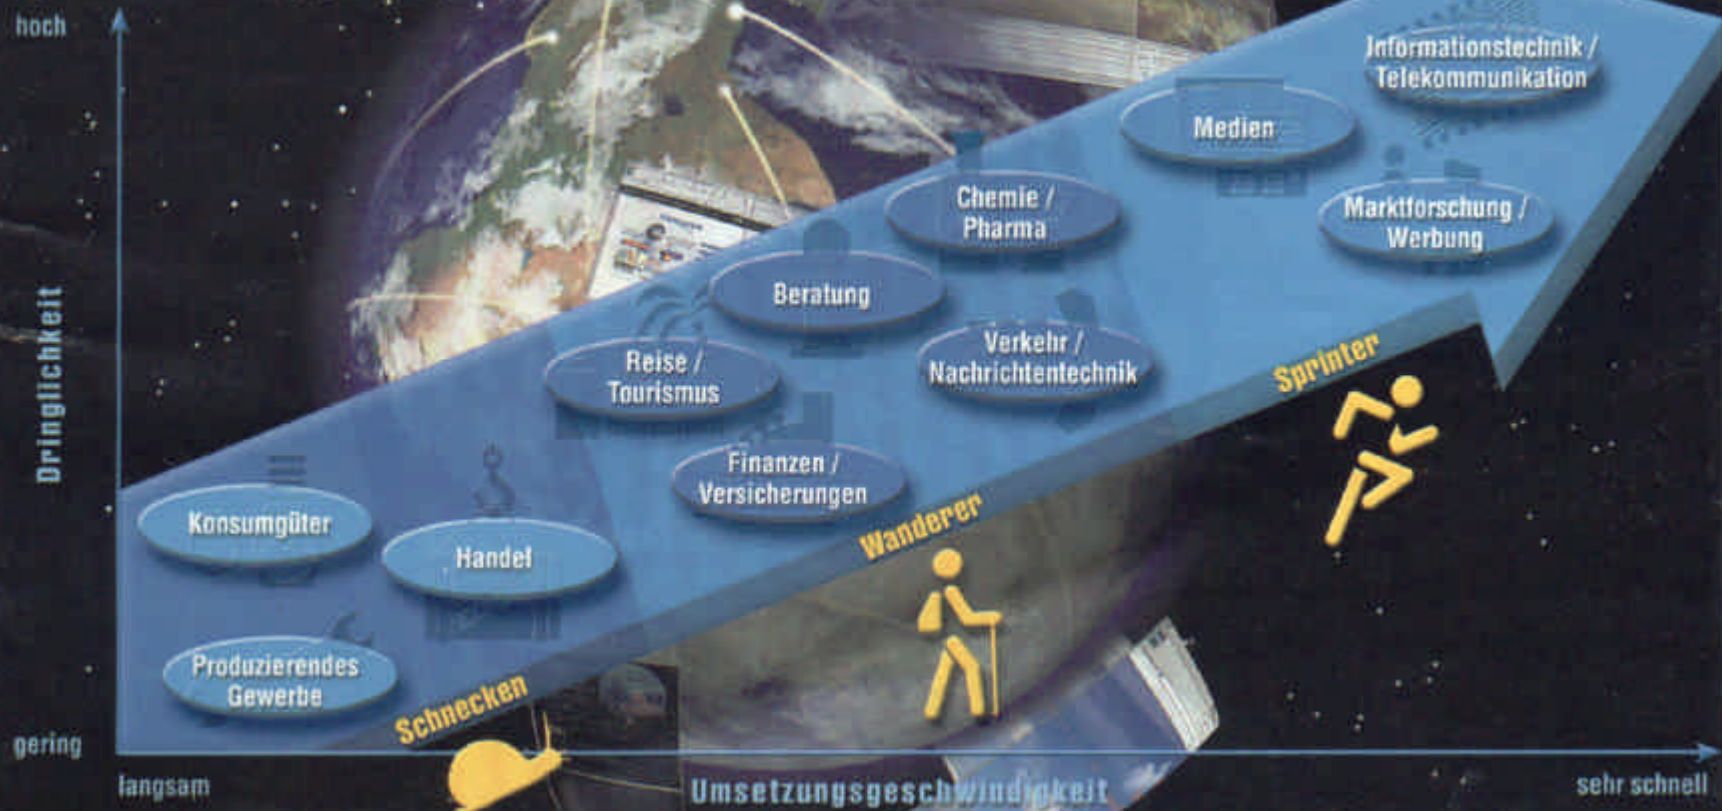 hoch
Informationstechnik /
Telekommunikation
Medien
Chemie /
Pharma
Marktforschung /
Werbung
Beratung
Verkehr /
Nachrichtentechnik
Reise /
Tourismus
Sprinter
Dringlichkeit
Finanzen /
Versicherungen
Wanderer
Konsumgüter
Handel
Produzierendes
Gewerbe
Schnecken
gering
langsam
Umsetzungsgeschwindigkeit
sehr schnell